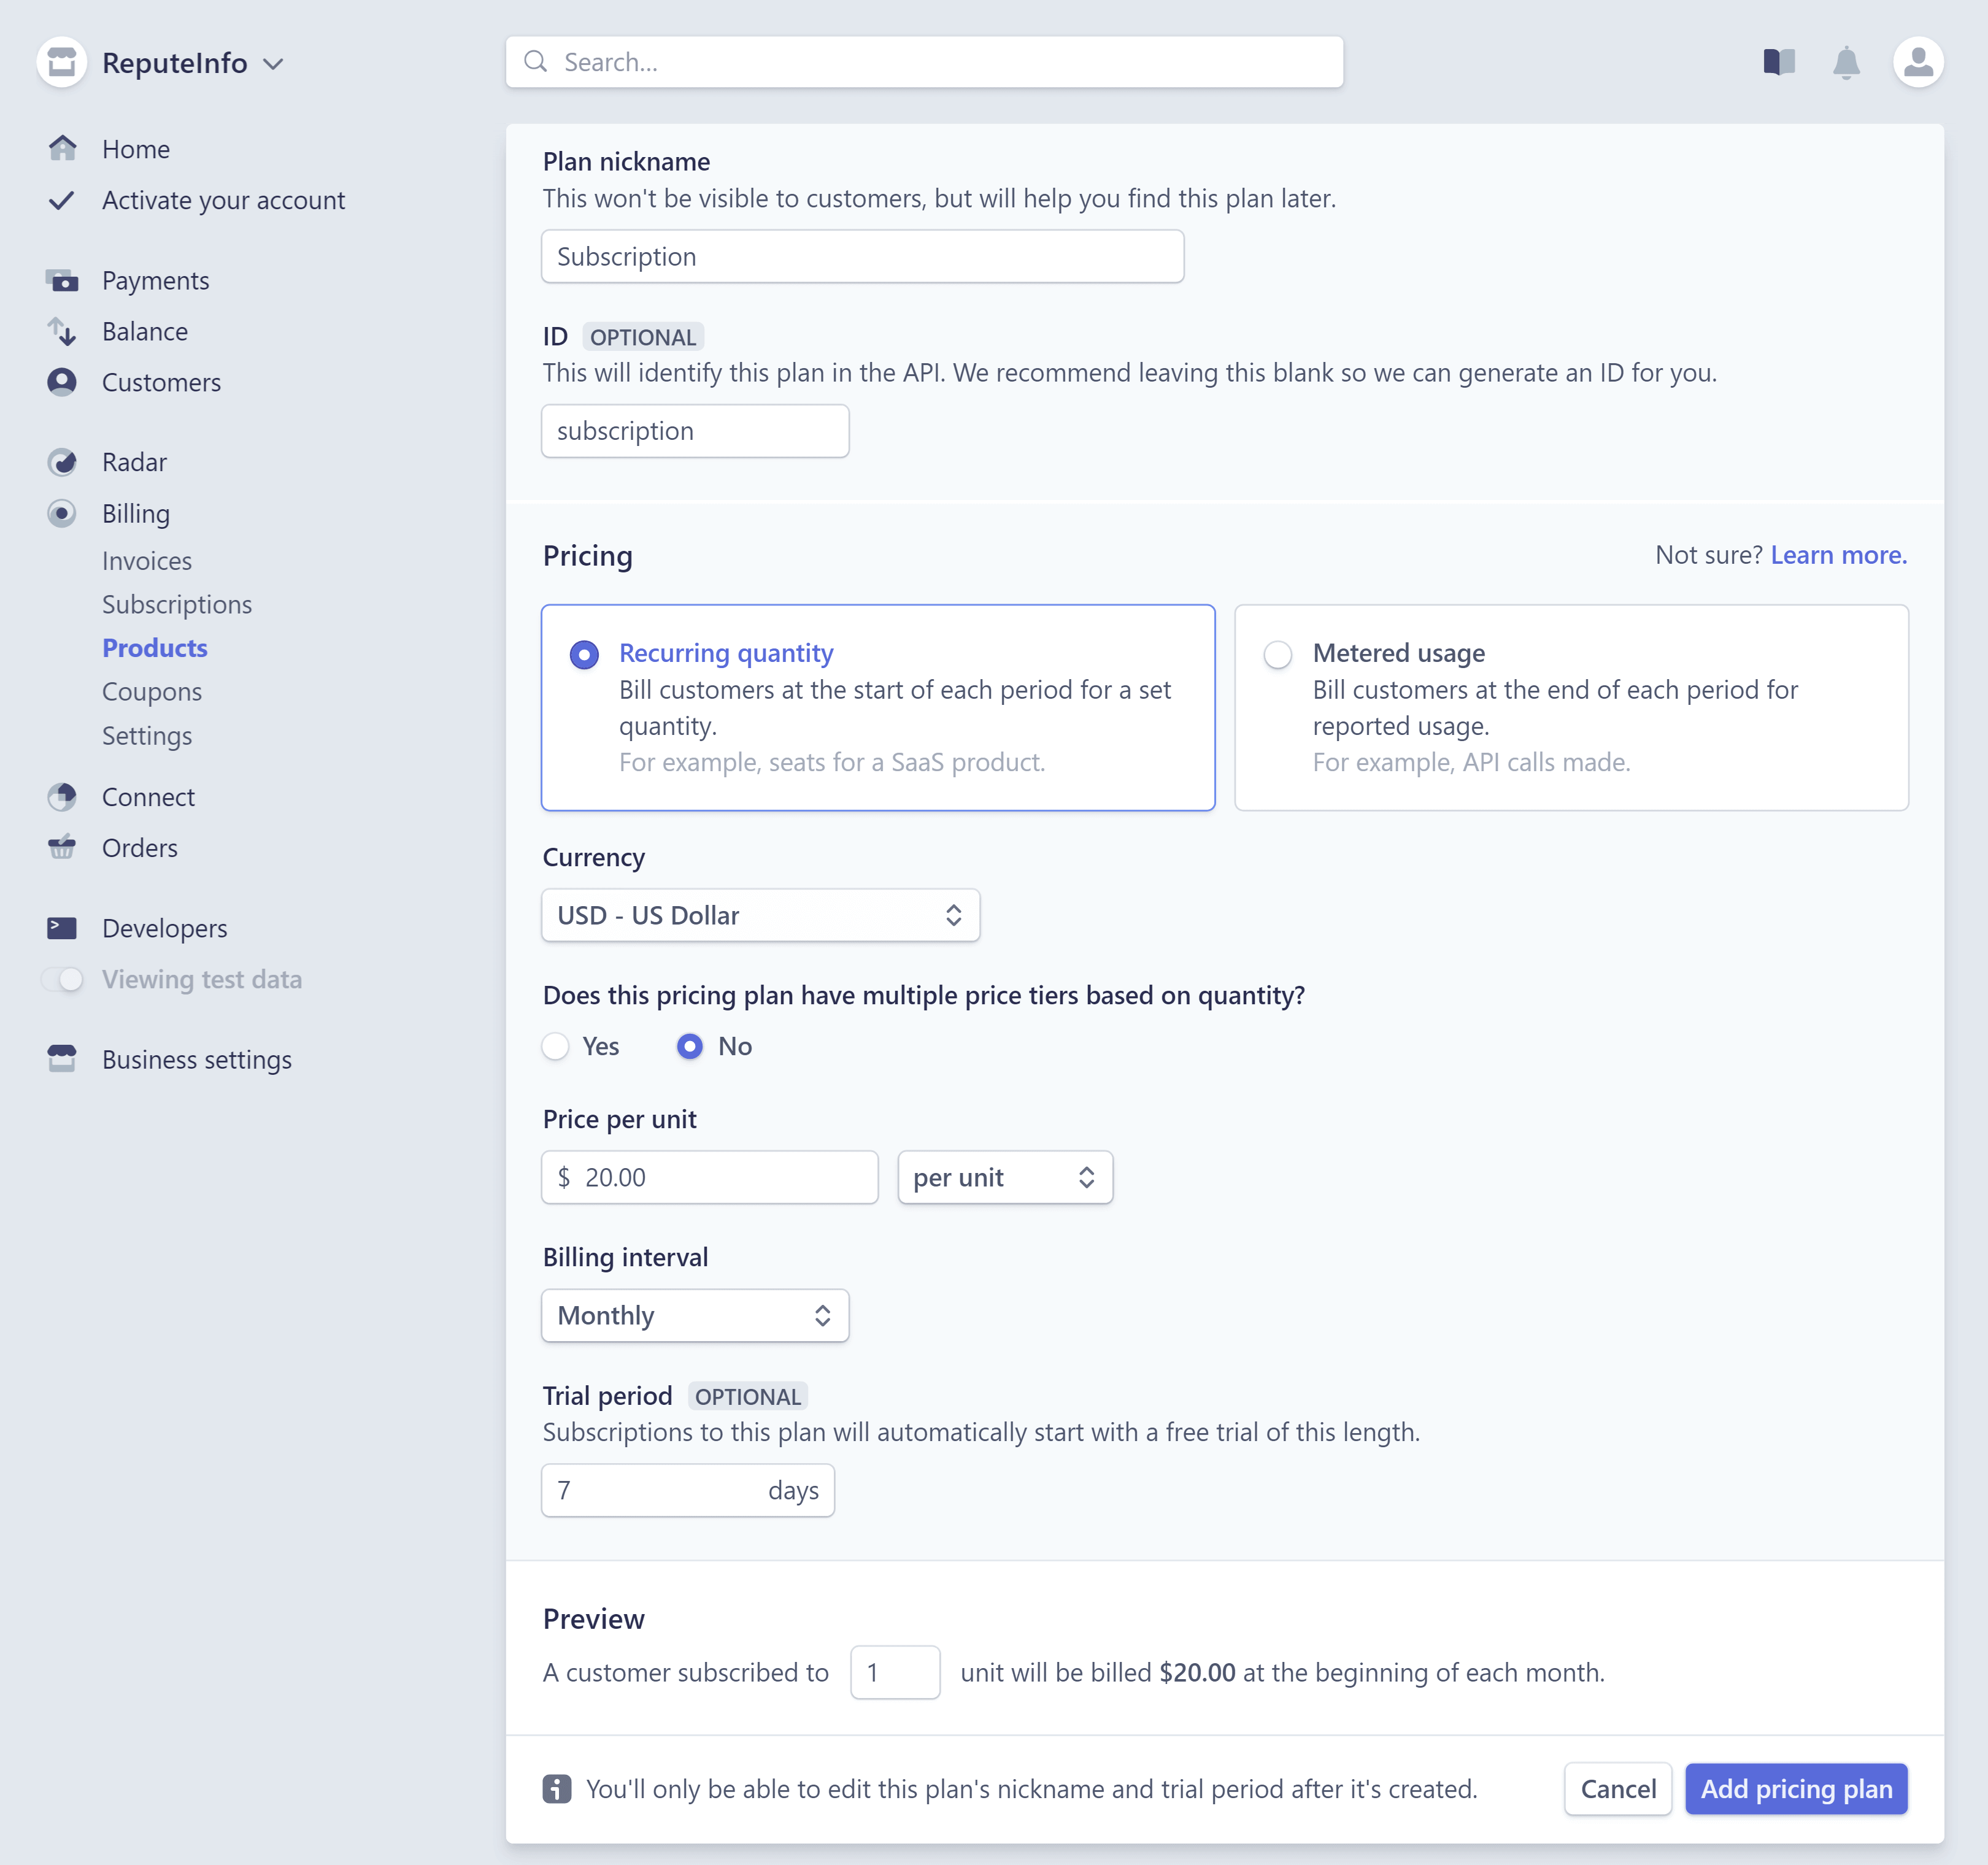 ReputeInfo
Search...
Home
Activate your account
Payments
Balance
Customers
Radar
Billing
Invoices
Subscriptions
Products
Coupons
Settings
Connect
Orders
Developers
Viewing test data
Business settings
Plan nickname
This won't be visible to customers, but will help you find this plan later.
Subscription
ID OPTIONAL
This will identify this plan in the API. We recommend leaving this blank so we can generate an ID for you.
subscription
Pricing
Not sure? Learn more.
Recurring quantity
Bill customers at the start of each period for a set
quantity.
For example, seats for a SaaS product.
Metered usage
Bill customers at the end of each period for
reported usage.
For example, API calls made.
Currency
USD - US Dollar
Does this pricing plan have multiple price tiers based on quantity?
Yes No
Price per unit
$ 20.00 per unit
Billing interval
Monthly
Trial period OPTIONAL
Subscriptions to this plan will automatically start with a free trial of this length.
7 days
Preview
A customer subscribed to 1 unit will be billed $20.00 at the beginning of each month.
You'll only be able to edit this plan's nickname and trial period after it's created.
Cancel Add pricing plan